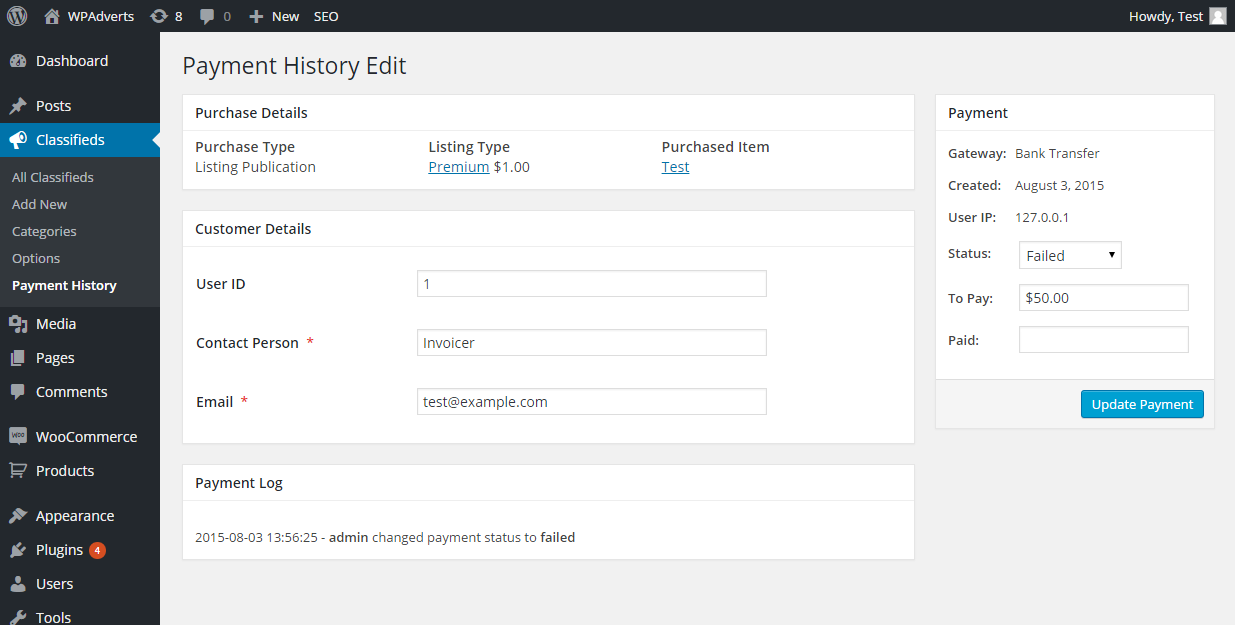 WPAdverts 8 0 New SEO Howdy, Test
Dashboard
Posts
Classifieds
All Classifieds
Add New
Categories
Options
Payment History
Media
Pages
Comments
WooCommerce
Products
Appearance
Plugins 4
Users
Tools
Payment History Edit
Purchase Details
Purchase Type Listing Type Purchased Item
Listing Publication Premium $1.00 Test
Customer Details
User ID 1
Contact Person * Invoicer
Email * test@example.com
Payment Log
2015-08-03 13:56:25 - admin changed payment status to failed
Payment
Gateway: Bank Transfer
Created: August 3, 2015
User IP: 127.0.0.1
Status: Failed
To Pay: $50.00
Paid:
Update Payment